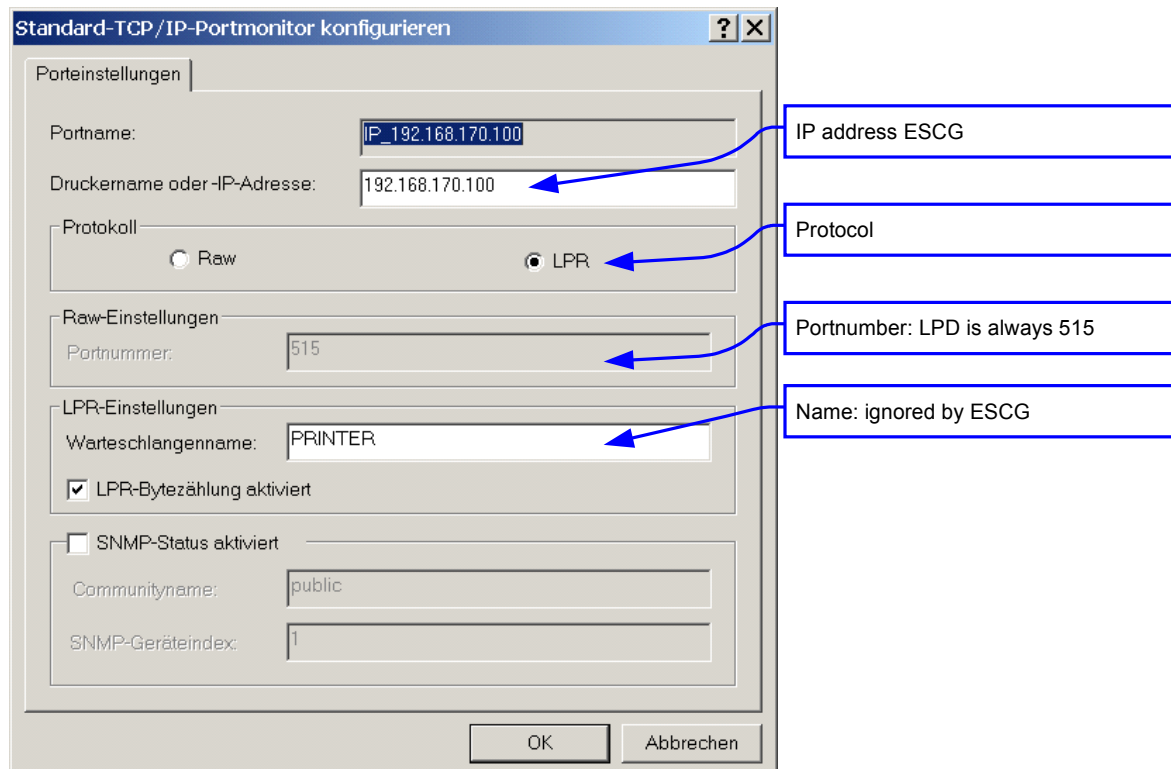 Standard-TCP/IP-Portmonitor konfigurieren
Porteinstellungen
Portname: IP_192.168.170.100
IP address ESCG
Druckername oder -IP-Adresse: 192.168.170.100
Protokoll
Raw LPR
Protocol
Raw-Einstellungen
Portnummer: 515
Portnumber: LPD is always 515
LPR-Einstellungen
Warteschlangenname: PRINTER
Name: ignored by ESCG
LPR-Bytezählung aktiviert
SNMP-Status aktiviert
Communityname: public
SNMP-Geräteindex: 1
OK Abbrechen